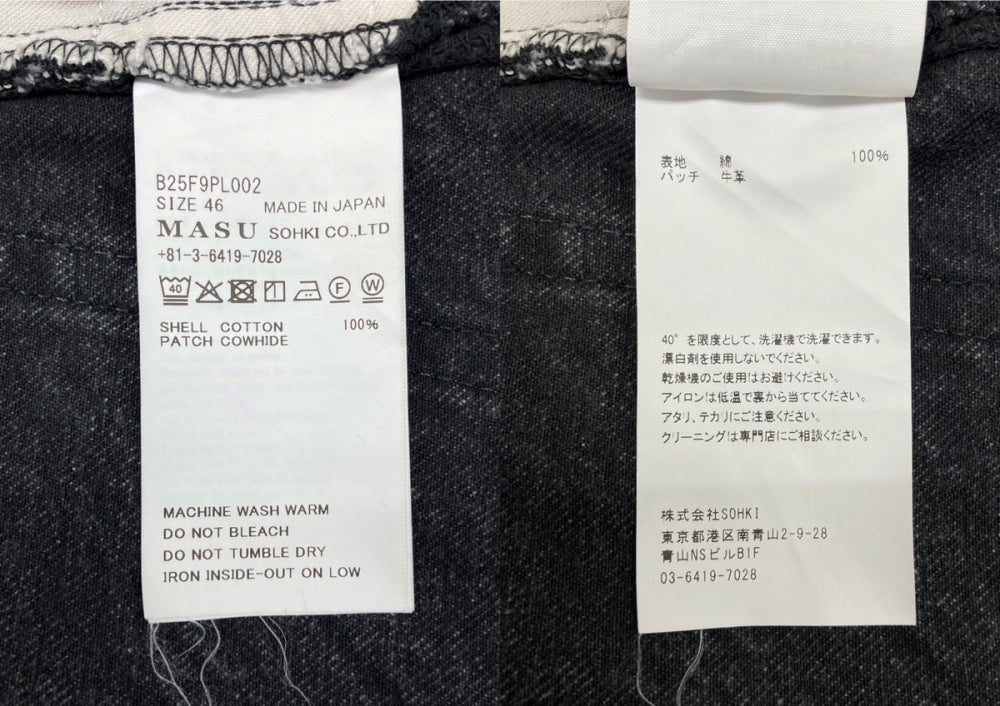 B25F9PL002
SIZE 46 MADE IN JAPAN
MASU SOHKI CO.,LTD
+81-3-6419-7028
40 F W
SHELL COTTON 100%
PATCH COWHIDE
MACHINE WASH WARM
DO NOT BLEACH
DO NOT TUMBLE DRY
IRON INSIDE-OUT ON LOW
表地 綿 100%
パッチ 牛革
40°を限度として、洗濯機で洗濯できます。
漂白剤を使用しないでください。
乾燥機のご使用はお避けください。
アイロンは低温で裏から当ててください。
アタリ、テカリにご注意ください。
クリーニングは専門店にご相談ください。
株式会社SOHKI
東京都港区南青山2-9-28
青山NSビルB1F
03-6419-7028